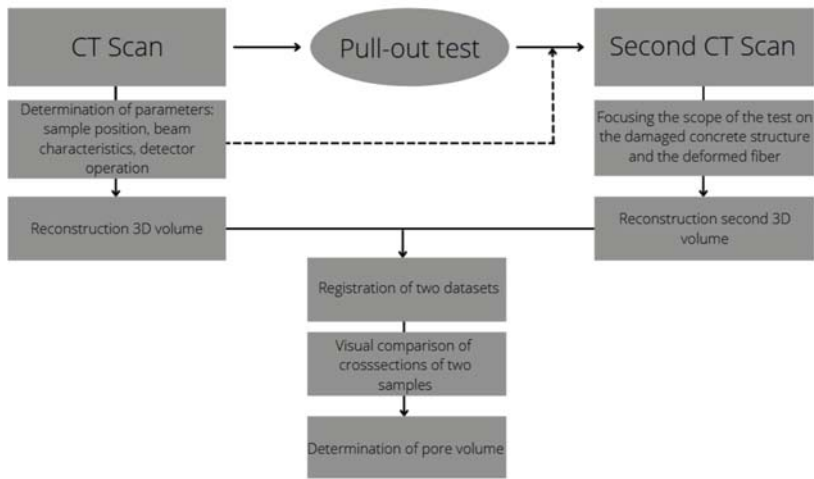 CT Scan
Pull-out test
Second CT Scan
Determination of parameters:
sample position, beam
characteristics, detector
operation
Focusing the scope of the test on
the damaged concrete structure
and the deformed fiber
Reconstruction 3D volume
Reconstruction second 3D
volume
Registration of two datasets
Visual comparison of
crosssections of two
samples
Determination of pore volume